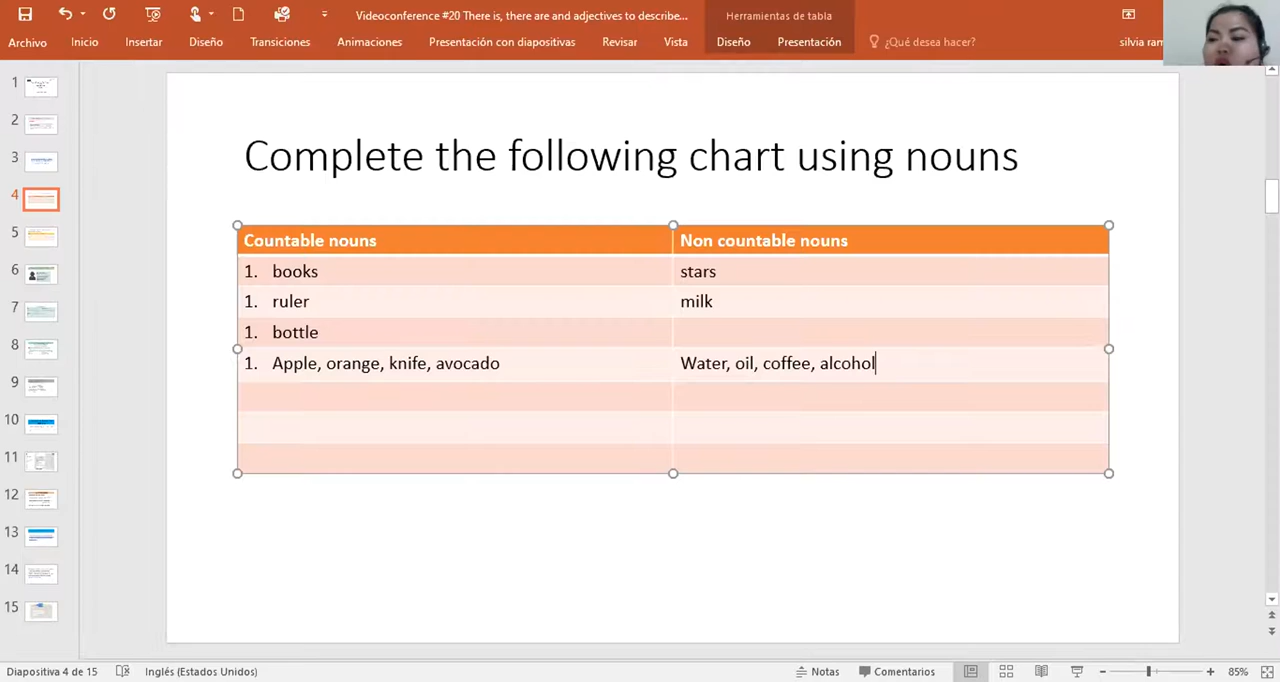 Videoconference #20 There is, there are and adjectives to describe...
Herramientas de tabla
Archivo Inicio Insertar Diseño Transiciones Animaciones Presentación con diapositivas Revisar Vista Diseño Presentación ¿Qué desea hacer? silvia ram
1
2
3
4
5
6
7
8
9
10
11
12
13
14
15
Complete the following chart using nouns
Countable nouns Non countable nouns
1. books stars
1. ruler milk
1. bottle
1. Apple, orange, knife, avocado Water, oil, coffee, alcohol
Diapositiva 4 de 15 Inglés (Estados Unidos) Notas Comentarios 85%